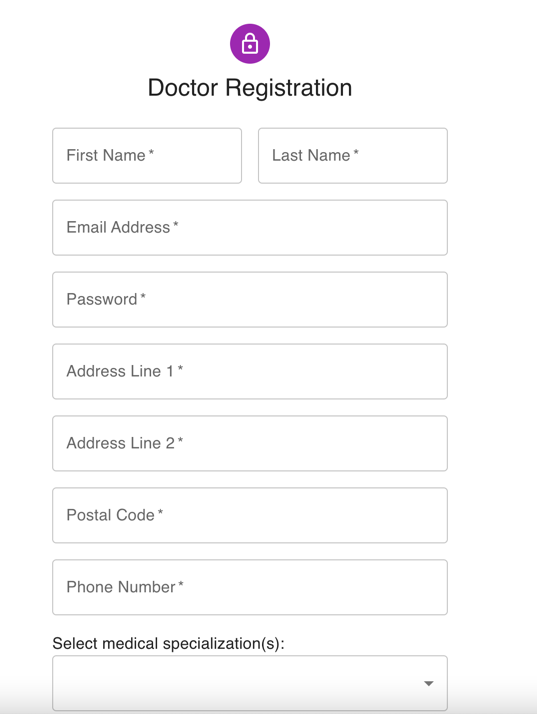 Doctor Registration
First Name * Last Name *
Email Address *
Password *
Address Line 1 *
Address Line 2 *
Postal Code *
Phone Number *
Select medical specialization(s):